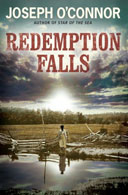 JOSEPH O'CONNOR
AUTHOR OF STAR OF THE SEA
REDEMPTION
FALLS